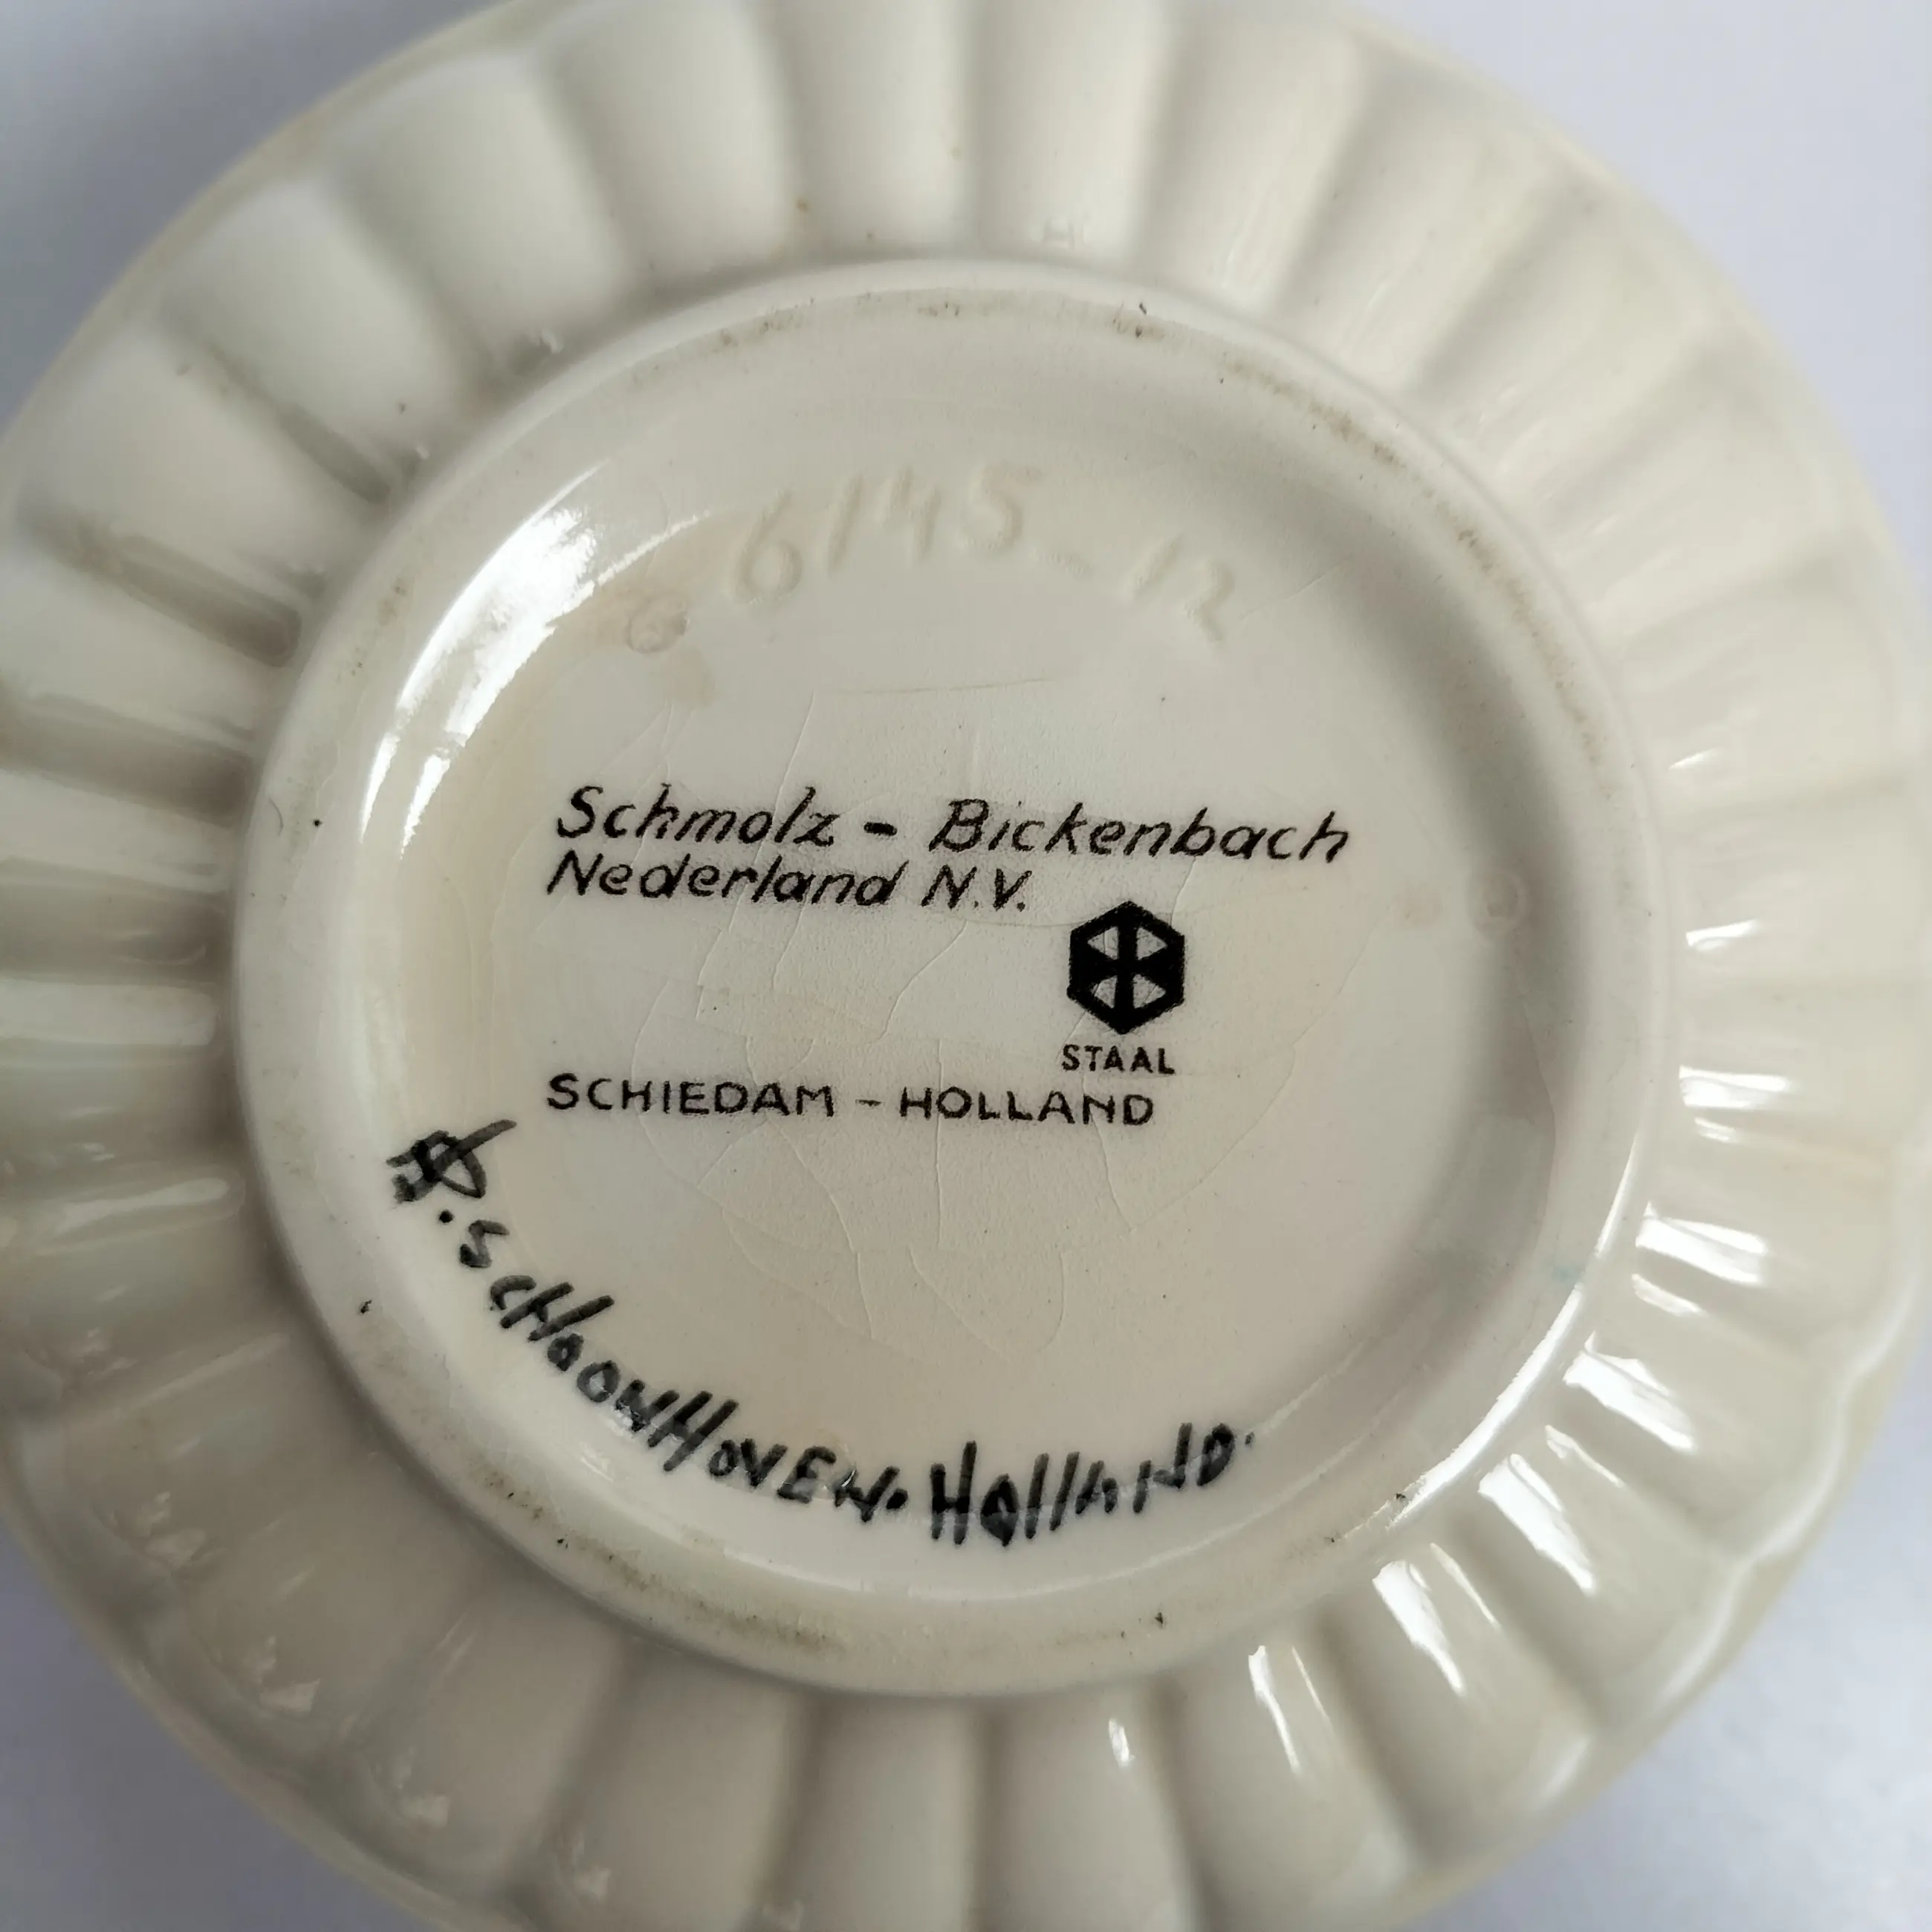 6145-12
Schmolz - Bickenbach
Nederland N.V.
STAAL
SCHIEDAM - HOLLAND
.SCHOONHOVEN.HOLLAND.